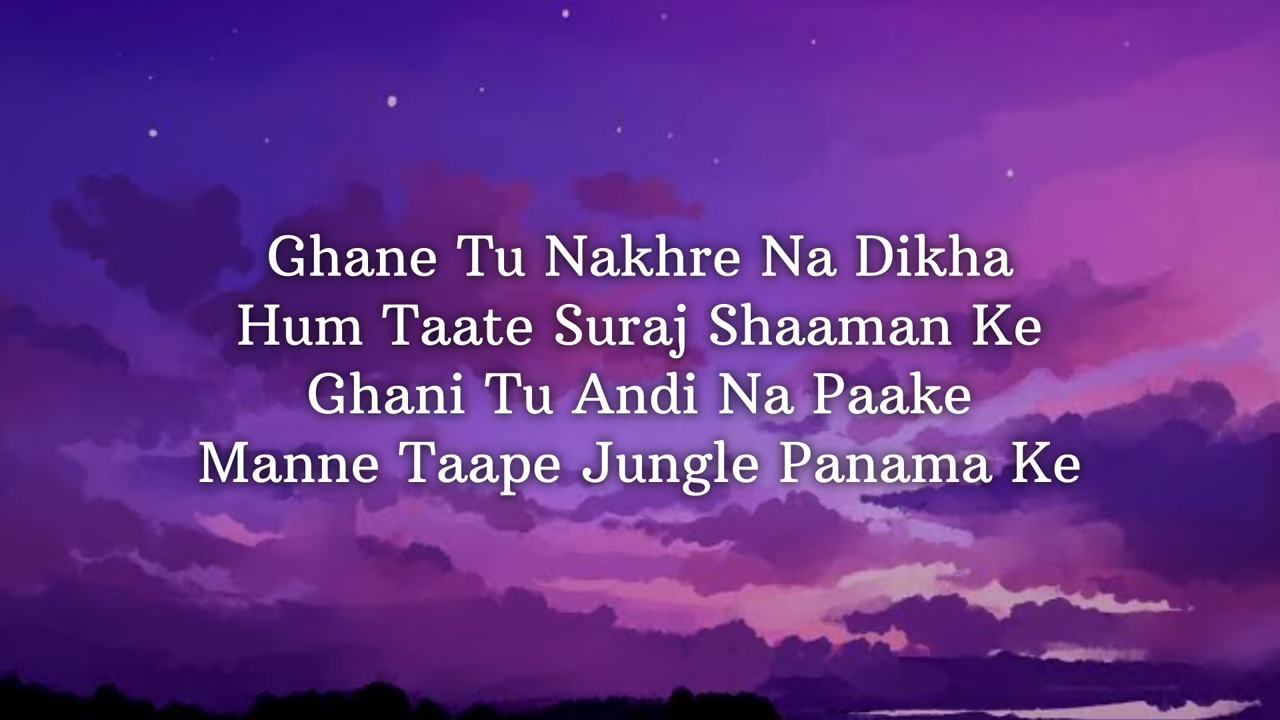 Ghane Tu Nakhre Na Dikha
Hum Taate Suraj Shaaman Ke
Ghani Tu Andi Na Paake
Manne Taape Jungle Panama Ke